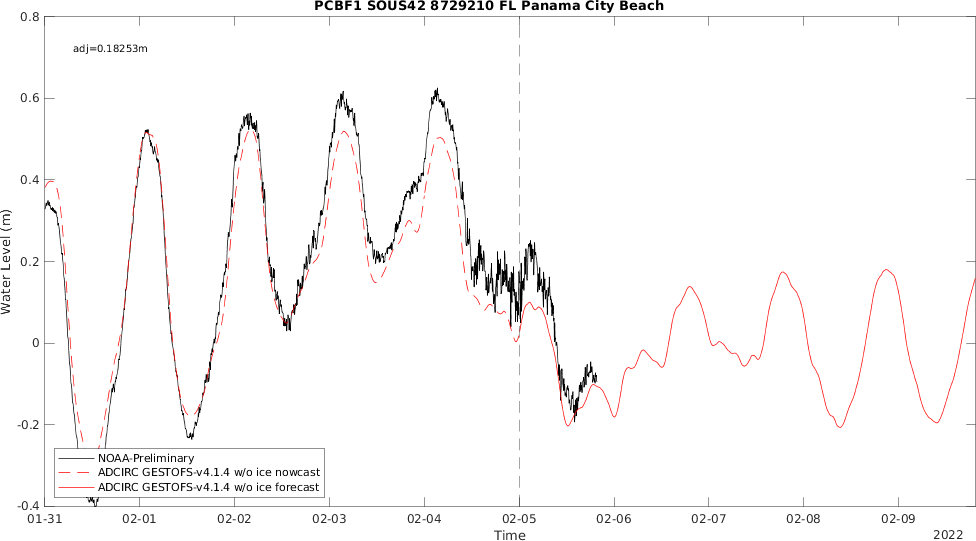 PCBF1 SOUS42 8729210 FL Panama City Beach
0.8
adj=0.18253m
0.6
0.4
0.2
0
-0.2
-0.4
Water Level (m)
NOAA-Preliminary
ADCIRC GESTOFS-v4.1.4 w/o ice nowcast
ADCIRC GESTOFS-v4.1.4 w/o ice forecast
01-31 02-01 02-02 02-03 02-04 02-05 02-06 02-07 02-08 02-09
Time
2022